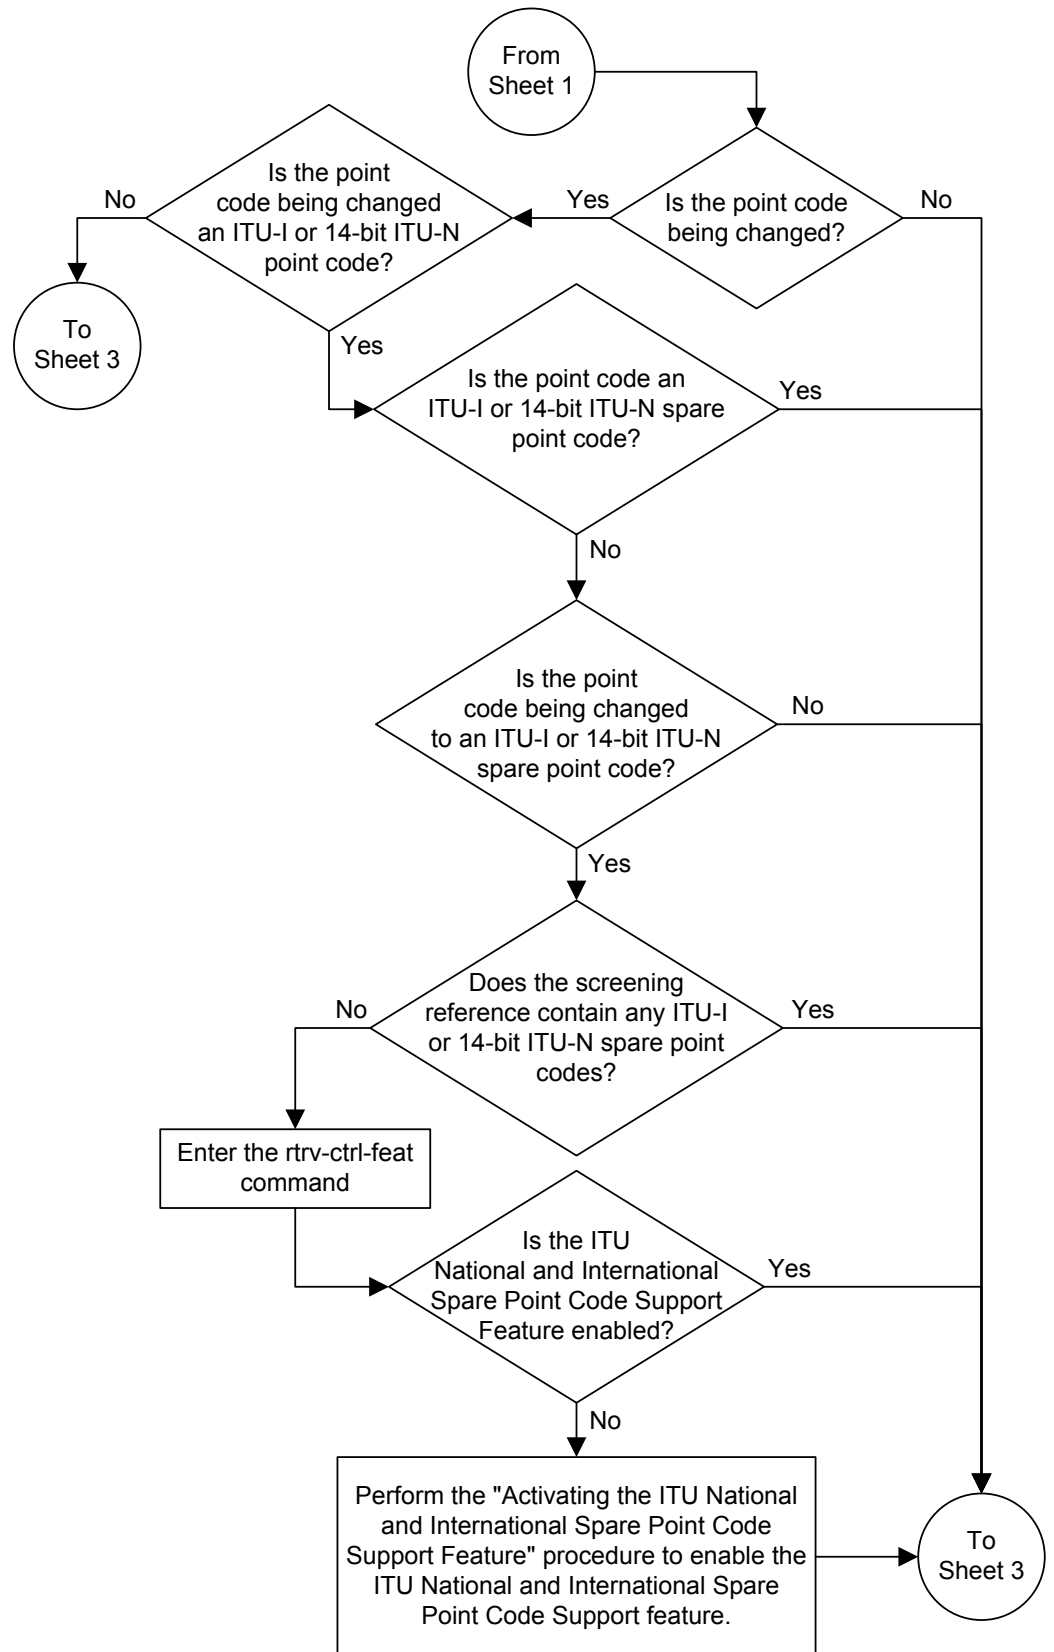 From
Sheet 1
Is the point code
being changed?
Yes
No
Is the point
code being changed
an ITU-I or 14-bit ITU-N
point code?
No
To
Sheet 3
Yes
Is the point code an
ITU-I or 14-bit ITU-N spare
point code?
Yes
No
Is the point
code being changed
to an ITU-I or 14-bit ITU-N
spare point code?
No
Yes
Does the screening
reference contain any ITU-I
or 14-bit ITU-N spare point
codes?
No
Yes
Enter the rtrv-ctrl-feat
command
Is the ITU
National and International
Spare Point Code Support
Feature enabled?
Yes
No
Perform the "Activating the ITU National
and International Spare Point Code
Support Feature" procedure to enable the
ITU National and International Spare
Point Code Support feature.
To
Sheet 3